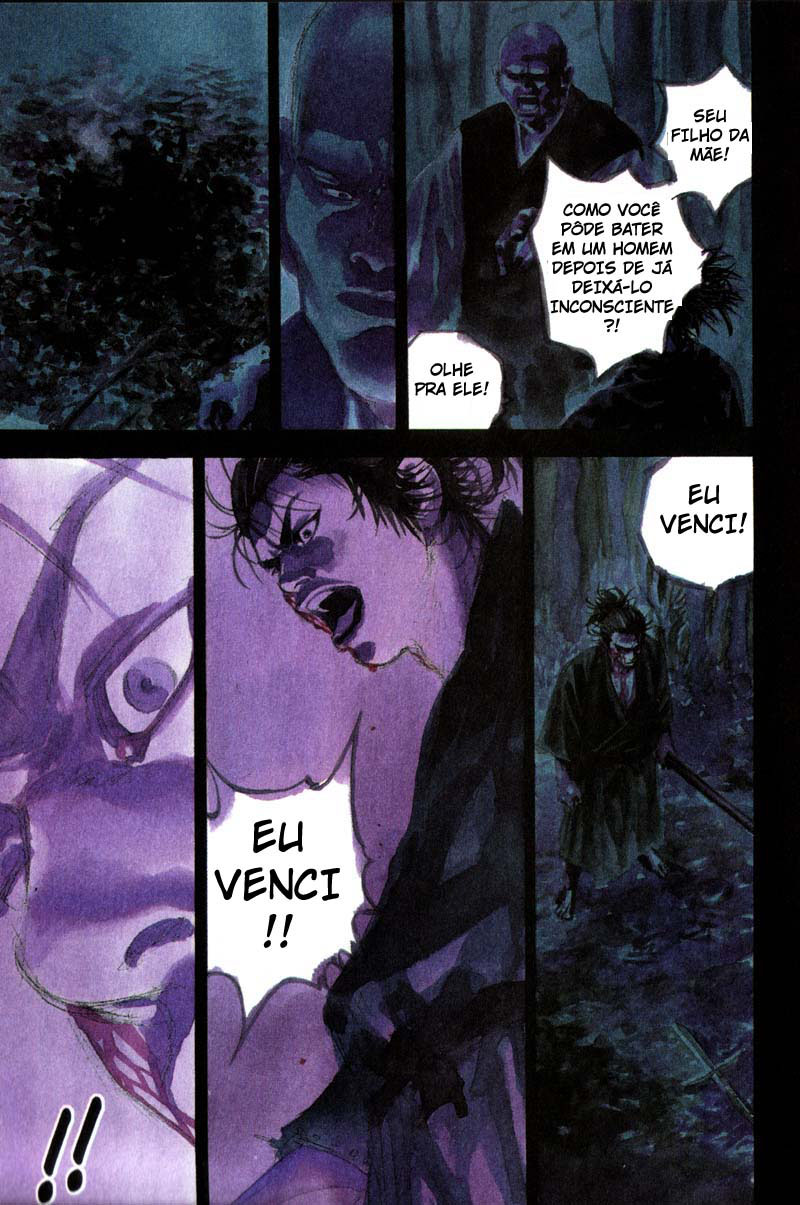 SEU
FILHO DA
MÃE!
COMO VOCÊ
PÔDE BATER
EM UM HOMEM
DEPOIS DE JÁ
DEIXÁ-LO
INCONSCIENTE
?!
OLHE
PRA ELE!
EU
VENCI!
EU
VENCI
!!
!!